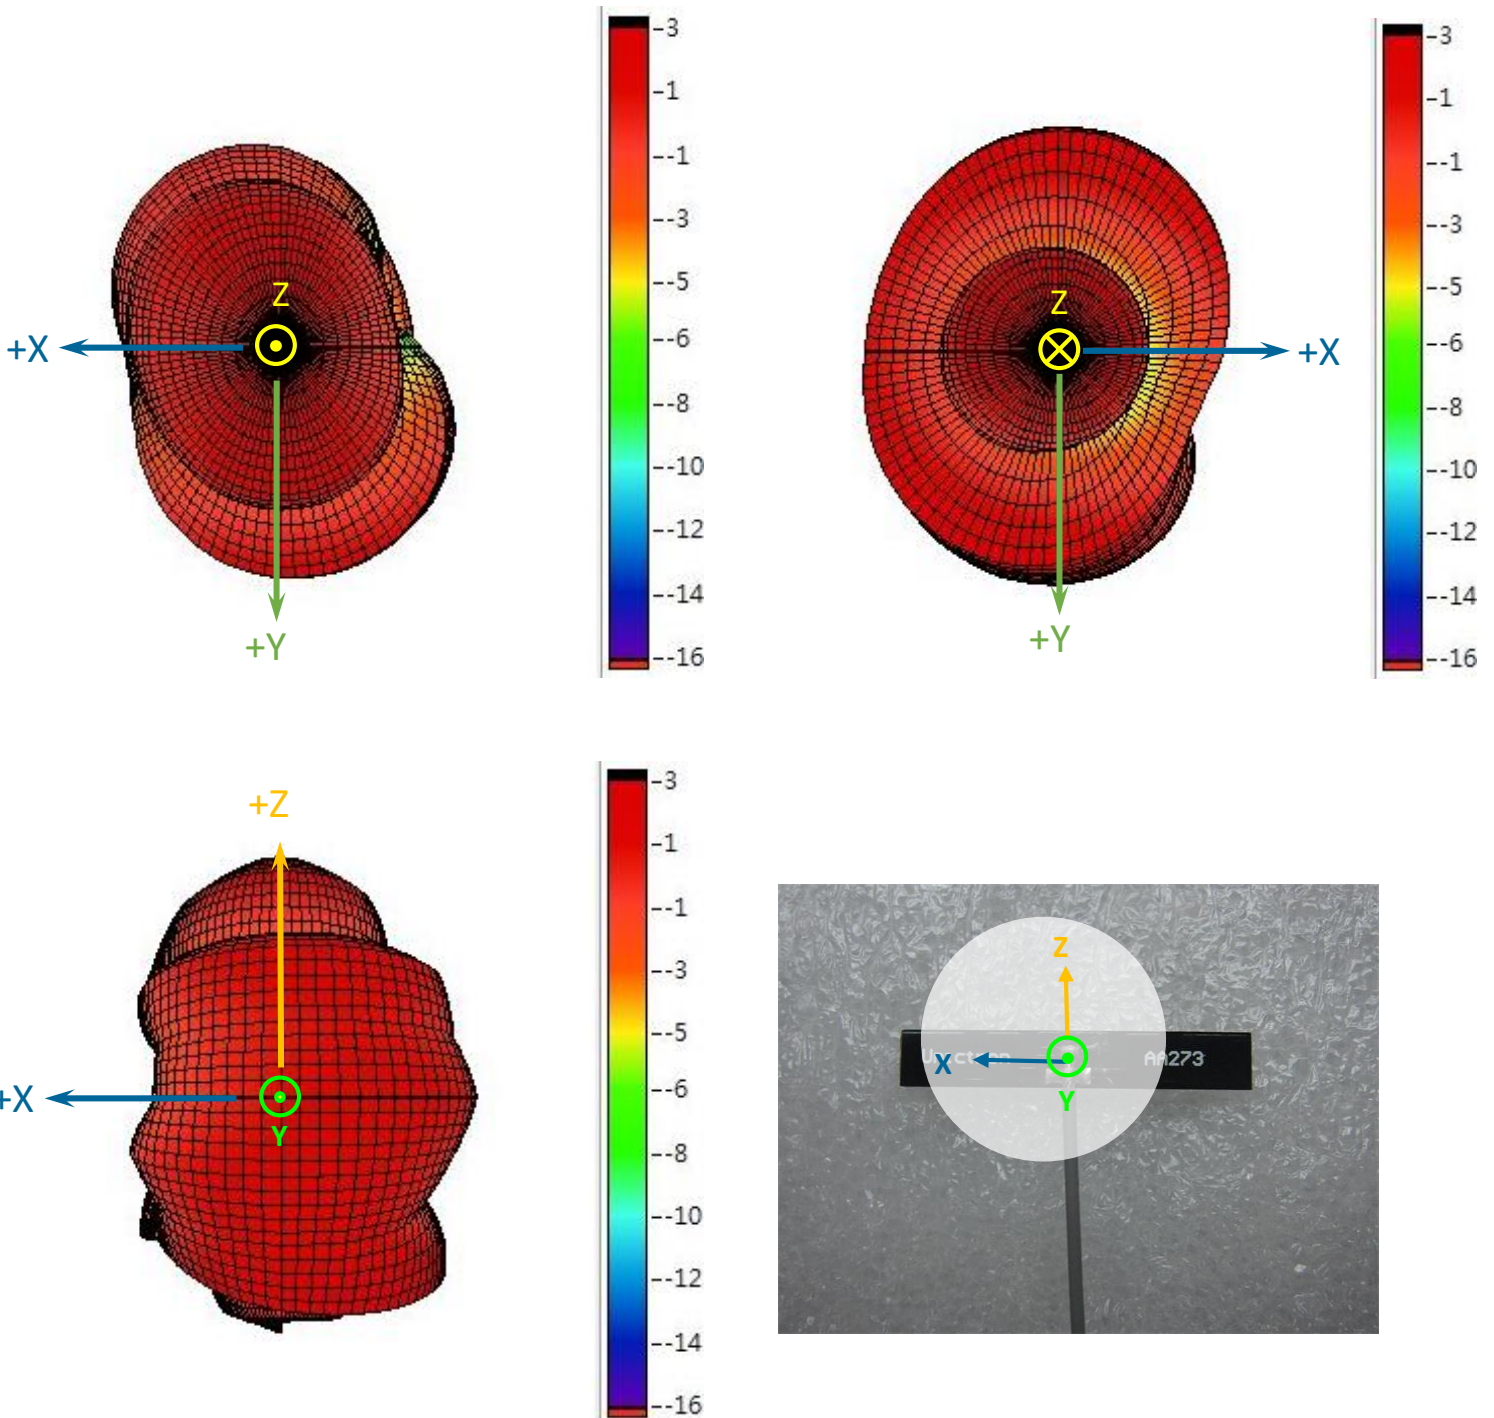 –3
–1
–-1
–-3
–-5
–-6
–-8
–-10
–-12
–-14
–-16
Z
+X
+Y
–3
–1
–-1
–-3
–-5
–-6
–-8
–-10
–-12
–-14
–-16
Z
+X
+Y
–3
–1
–-1
–-3
–-5
–-6
–-8
–-10
–-12
–-14
–-16
+Z
+X
Y
Z
X
AA273
Y